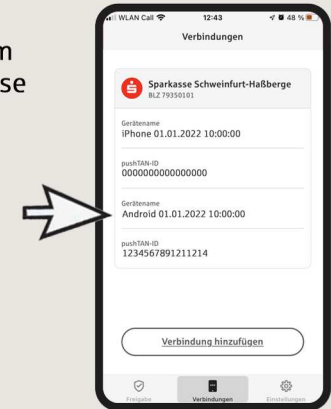 WLAN Call 12:43 48 %
Verbindungen
Sparkasse Schweinfurt-Haßberge
BLZ 79350101
Gerätename
iPhone 01.01.2022 10:00:00
pushTAN-ID
0000000000000000
Gerätename
Android 01.01.2022 10:00:00
pushTAN-ID
1234567891211214
Verbindung hinzufügen
Freigabe Verbindungen Einstellungen